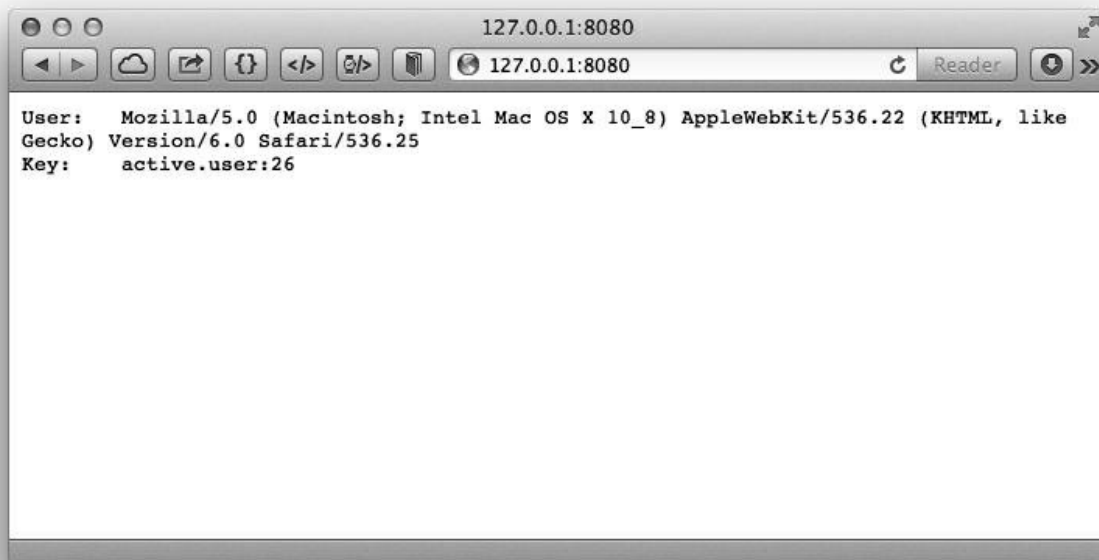 127.0.0.1:8080
{} </> </> 127.0.0.1:8080 Reader
User: Mozilla/5.0 (Macintosh; Intel Mac OS X 10_8) AppleWebKit/536.22 (KHTML, like
Gecko) Version/6.0 Safari/536.25
Key: active.user:26